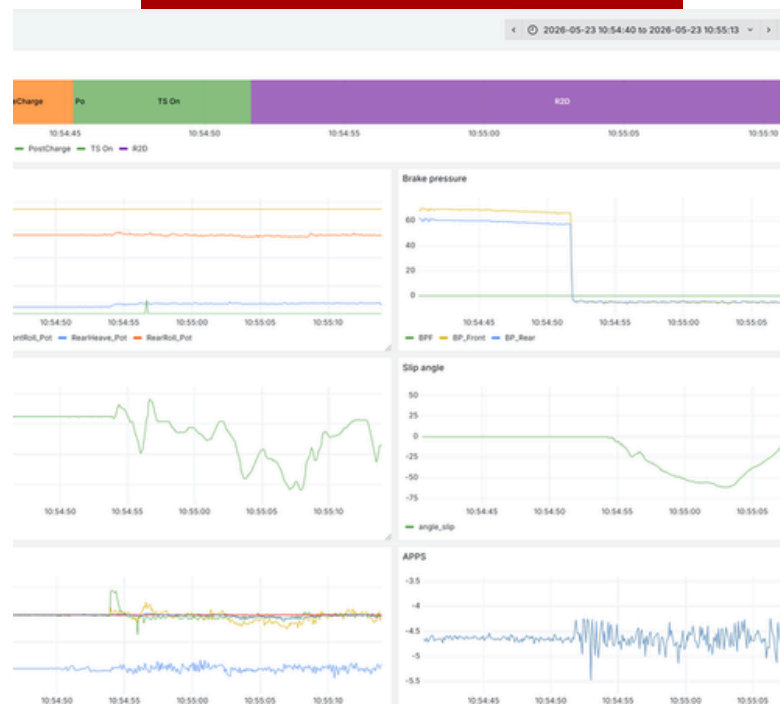 2026-05-23 10:54:40 to 2026-05-23 10:55:13
eCharge Po TS On R2D
10:54:45 10:54:50 10:54:55 10:55:00 10:55:05 10:55:10
PostCharge TS On R2D
Brake pressure
60
40
20
0
10:54:50 10:54:55 10:55:00 10:55:05 10:55:10
ontRoll_Pot RearHeave_Pot RearRoll_Pot
10:54:45 10:54:50 10:54:55 10:55:00 10:55:05
BPF BP_Front BP_Rear
Slip angle
50
25
0
-25
-50
-75
10:54:50 10:54:55 10:55:00 10:55:05 10:55:10
10:54:45 10:54:50 10:54:55 10:55:00 10:55:05
angle_slip
APPS
-3.5
-4
-4.5
-5
-5.5
10:54:50 10:54:55 10:55:00 10:55:05 10:55:10
10:54:45 10:54:50 10:54:55 10:55:00 10:55:05